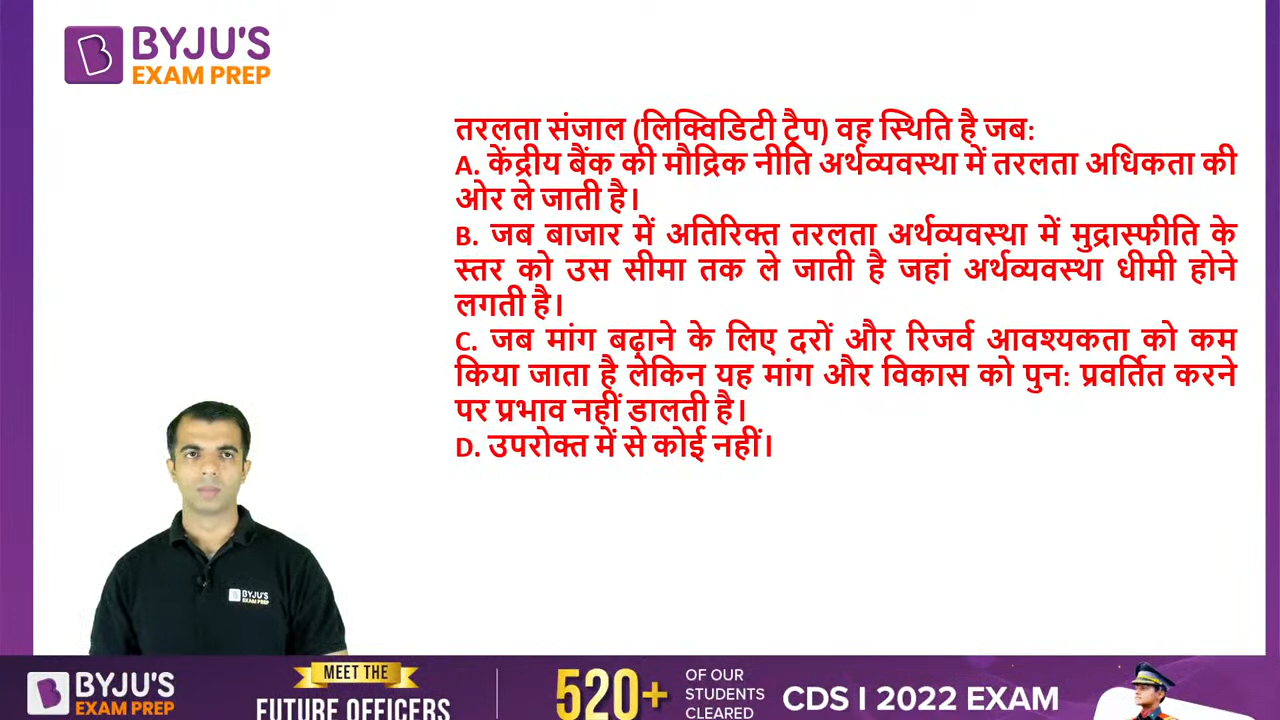 BYJU'S
EXAM PREP
तरलता संजाल (लिक्विडिटी ट्रैप) वह स्थिति है जब:
A. केंद्रीय बैंक की मौद्रिक नीति अर्थव्यवस्था में तरलता अधिकता की
ओर ले जाती है।
B. जब बाजार में अतिरिक्त तरलता अर्थव्यवस्था में मुद्रास्फीति के
स्तर को उस सीमा तक ले जाती है जहां अर्थव्यवस्था धीमी होने
लगती है।
C. जब मांग बढ़ाने के लिए दरों और रिजर्व आवश्यकता को कम
किया जाता है लेकिन यह मांग और विकास को पुन: प्रवर्तित करने
पर प्रभाव नहीं डालती है।
D. उपरोक्त में से कोई नहीं।
BYJU'S
EXAM PREP
BYJU'S
EXAM PREP
MEET THE
FUTURE OFFICERS
520+
OF OUR
STUDENTS
CLEARED
CDS I 2022 EXAM